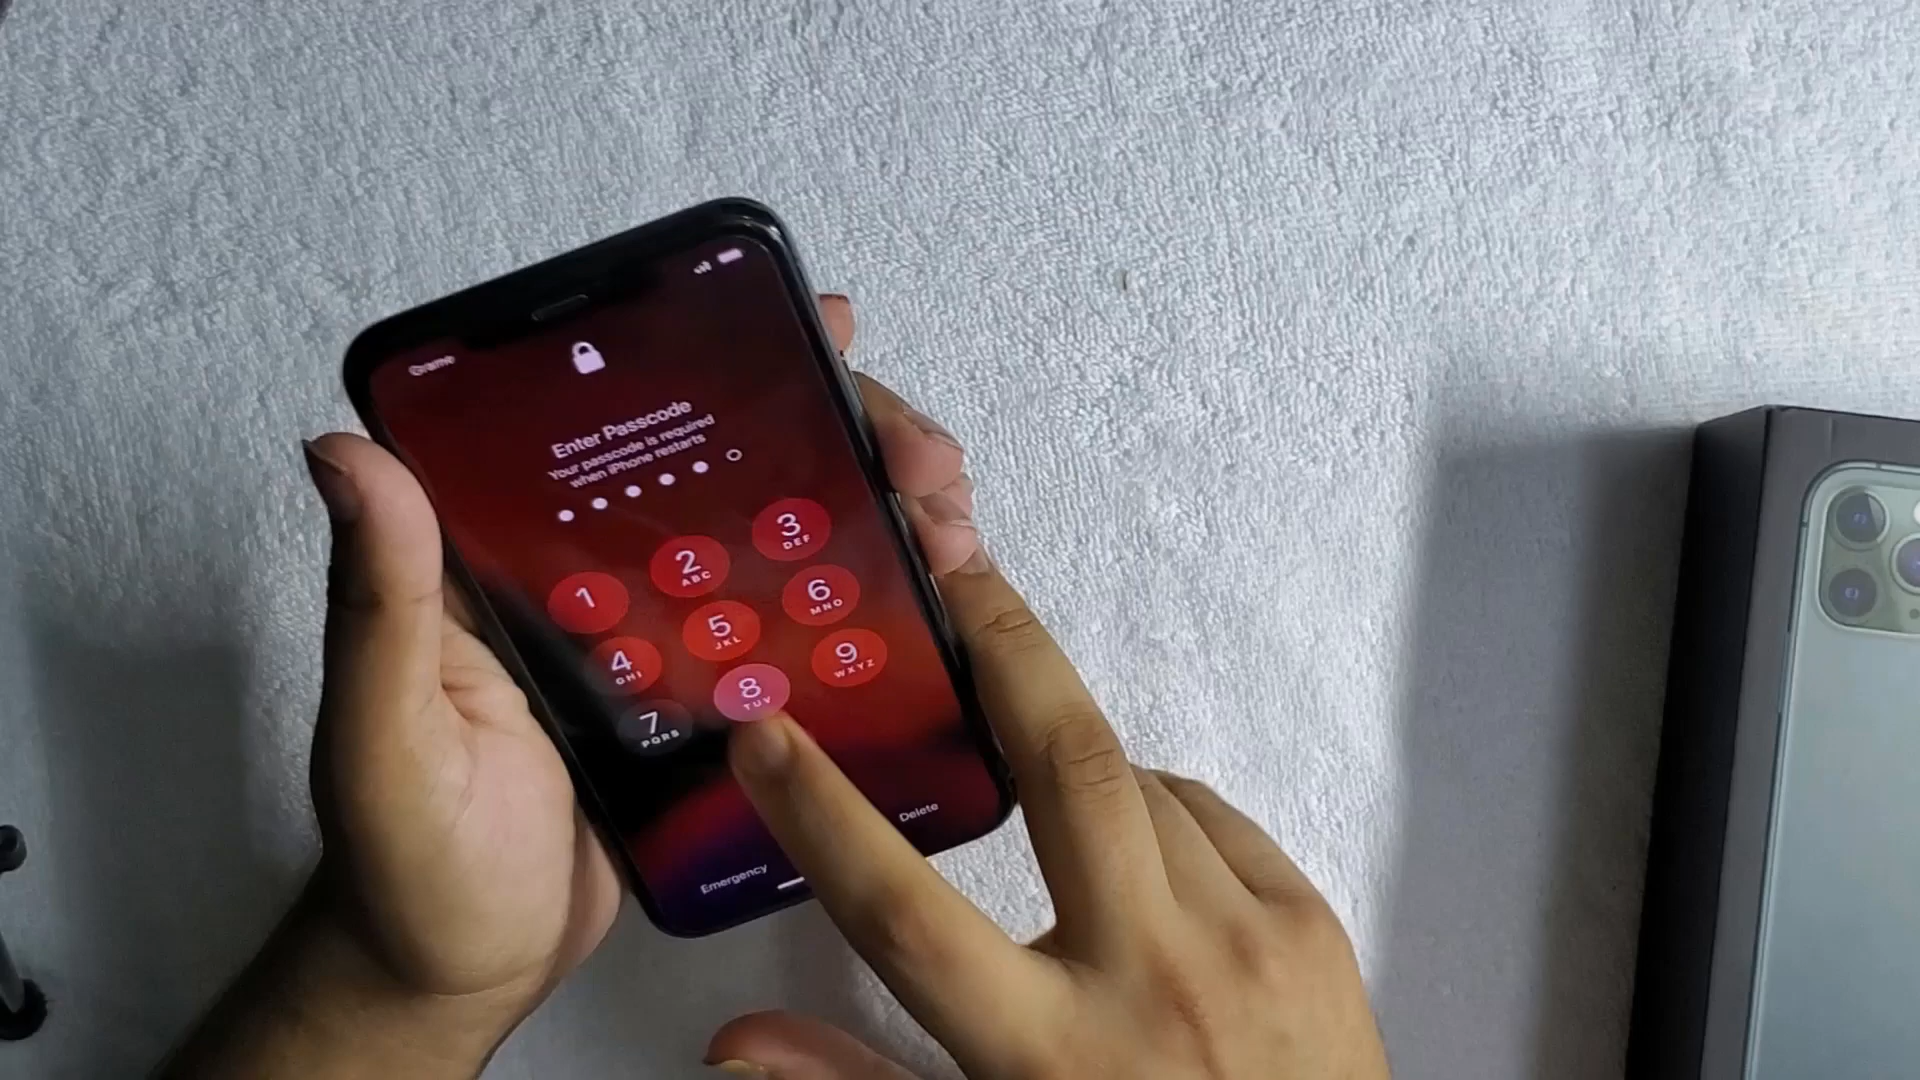 Enter Passcode
Your passcode is required
when iPhone restarts
1
2
ABC
3
DEF
4
GHI
5
JKL
6
MNO
7
PQRS
8
TUV
9
WXYZ
Emergency
Delete